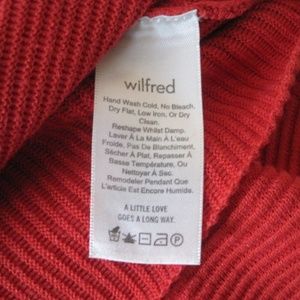 wilfred
Hand Wash Cold, No Bleach,
Dry Flat, Low Iron, Or Dry
Clean.
Reshape Whilst Damp.
Laver À La Main À L'eau
Froide, Pas De Blanchiment,
Sécher À Plat, Repasser À
Basse Température, Ou
Nettoyer À Sec.
Remodeler Pendant Que
L'article Est Encore Humide.
A LITTLE LOVE
GOES A LONG WAY.